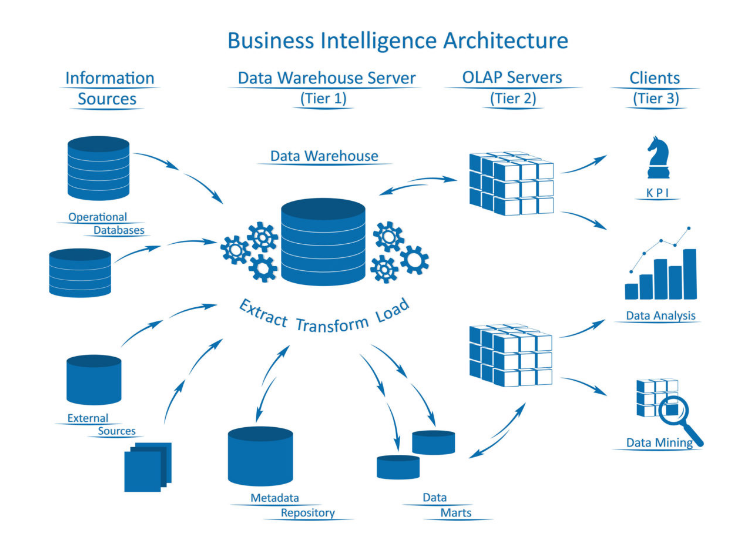 Business Intelligence Architecture
Information
Sources
Data Warehouse Server
(Tier 1)
OLAP Servers
(Tier 2)
Clients
(Tier 3)
Operational
Databases
External
Sources
Data Warehouse
Extract Transform Load
Metadata
Repository
Data
Marts
KPI
Data Analysis
Data Mining